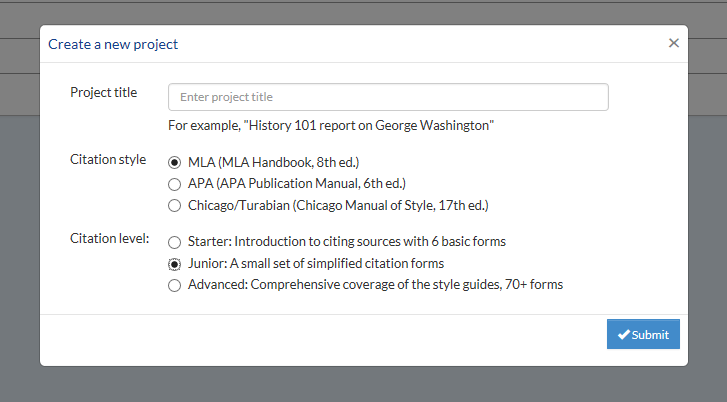 Create a new project ×
Project title
Enter project title
For example, "History 101 report on George Washington"
Citation style
MLA (MLA Handbook, 8th ed.)
APA (APA Publication Manual, 6th ed.)
Chicago/Turabian (Chicago Manual of Style, 17th ed.)
Citation level:
Starter: Introduction to citing sources with 6 basic forms
Junior: A small set of simplified citation forms
Advanced: Comprehensive coverage of the style guides, 70+ forms
Submit